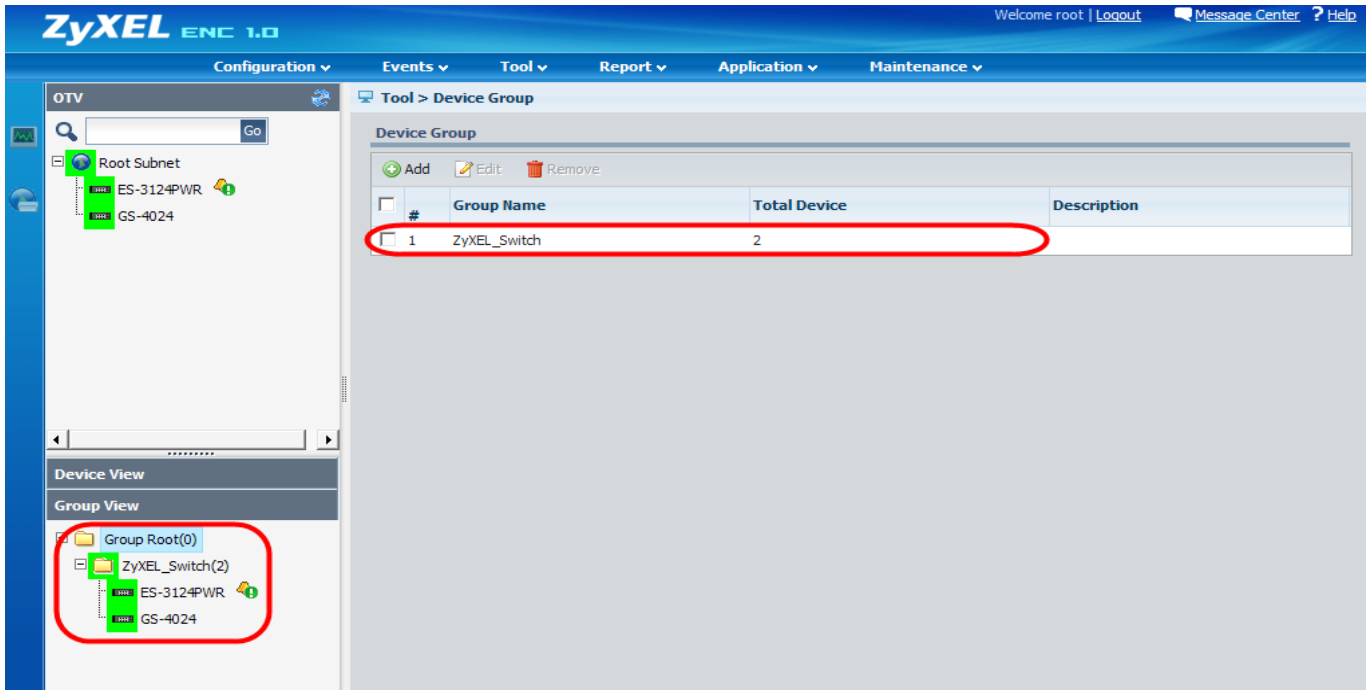 Welcome root | Logout Message Center ? Help
ZyXEL ENC 1.0
Configuration Events Tool Report Application Maintenance
OTV
Go
Root Subnet
ES-3124PWR
GS-4024
Device View
Group View
Group Root(0)
ZyXEL_Switch(2)
ES-3124PWR
GS-4024
Tool > Device Group
Device Group
Add Edit Remove
# Group Name Total Device Description
1 ZyXEL_Switch 2